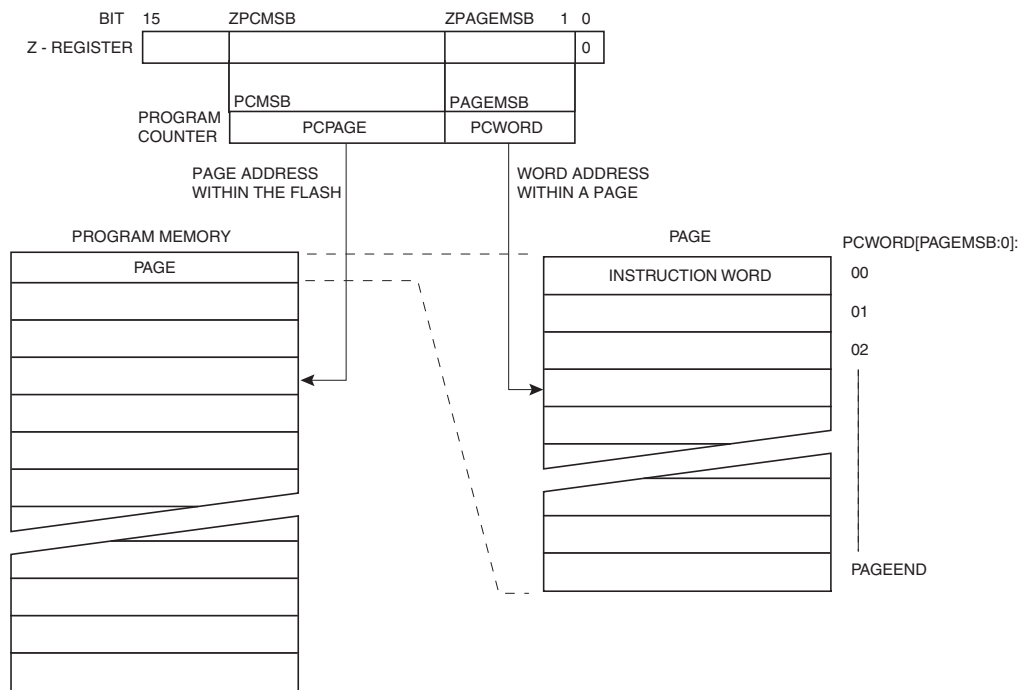 BIT 15 ZPCMSB ZPAGEMSB 1 0
Z - REGISTER 0
PCMSB PAGEMSB
PROGRAM
COUNTER
PCPAGE PCWORD
PAGE ADDRESS
WITHIN THE FLASH
WORD ADDRESS
WITHIN A PAGE
PROGRAM MEMORY
PAGE
PAGE
PCWORD[PAGEMSB:0]:
INSTRUCTION WORD 00
01
02
PAGEEND